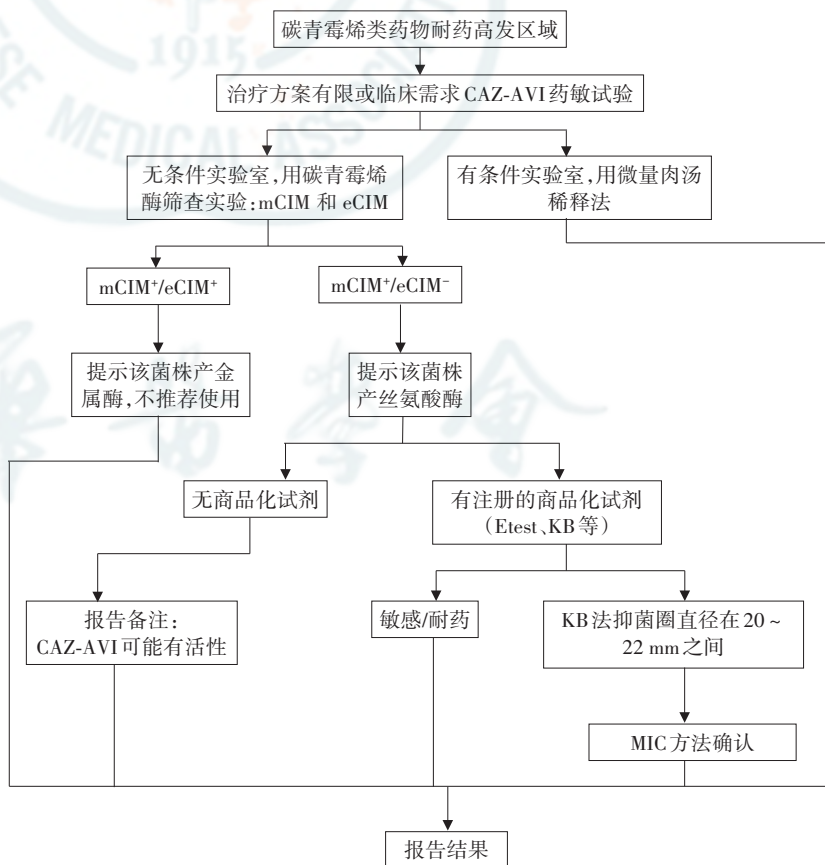 碳青霉烯类药物耐药高发区域
治疗方案有限或临床需求CAZ-AVI药敏试验
无条件实验室,用碳青霉烯
酶筛查实验:mCIM 和 eCIM
有条件实验室,用微量肉汤
稀释法
mCIM⁺/eCIM⁺
mCIM⁺/eCIM⁻
提示该菌株产金
属酶,不推荐使用
提示该菌株
产丝氨酸酶
无商品化试剂
有注册的商品化试剂
(Etest、KB等)
报告备注:
CAZ-AVI可能有活性
敏感/耐药
KB法抑菌圈直径在20~
22 mm之间
MIC方法确认
报告结果
1915
ESE MEDICAL ASSOCIAT